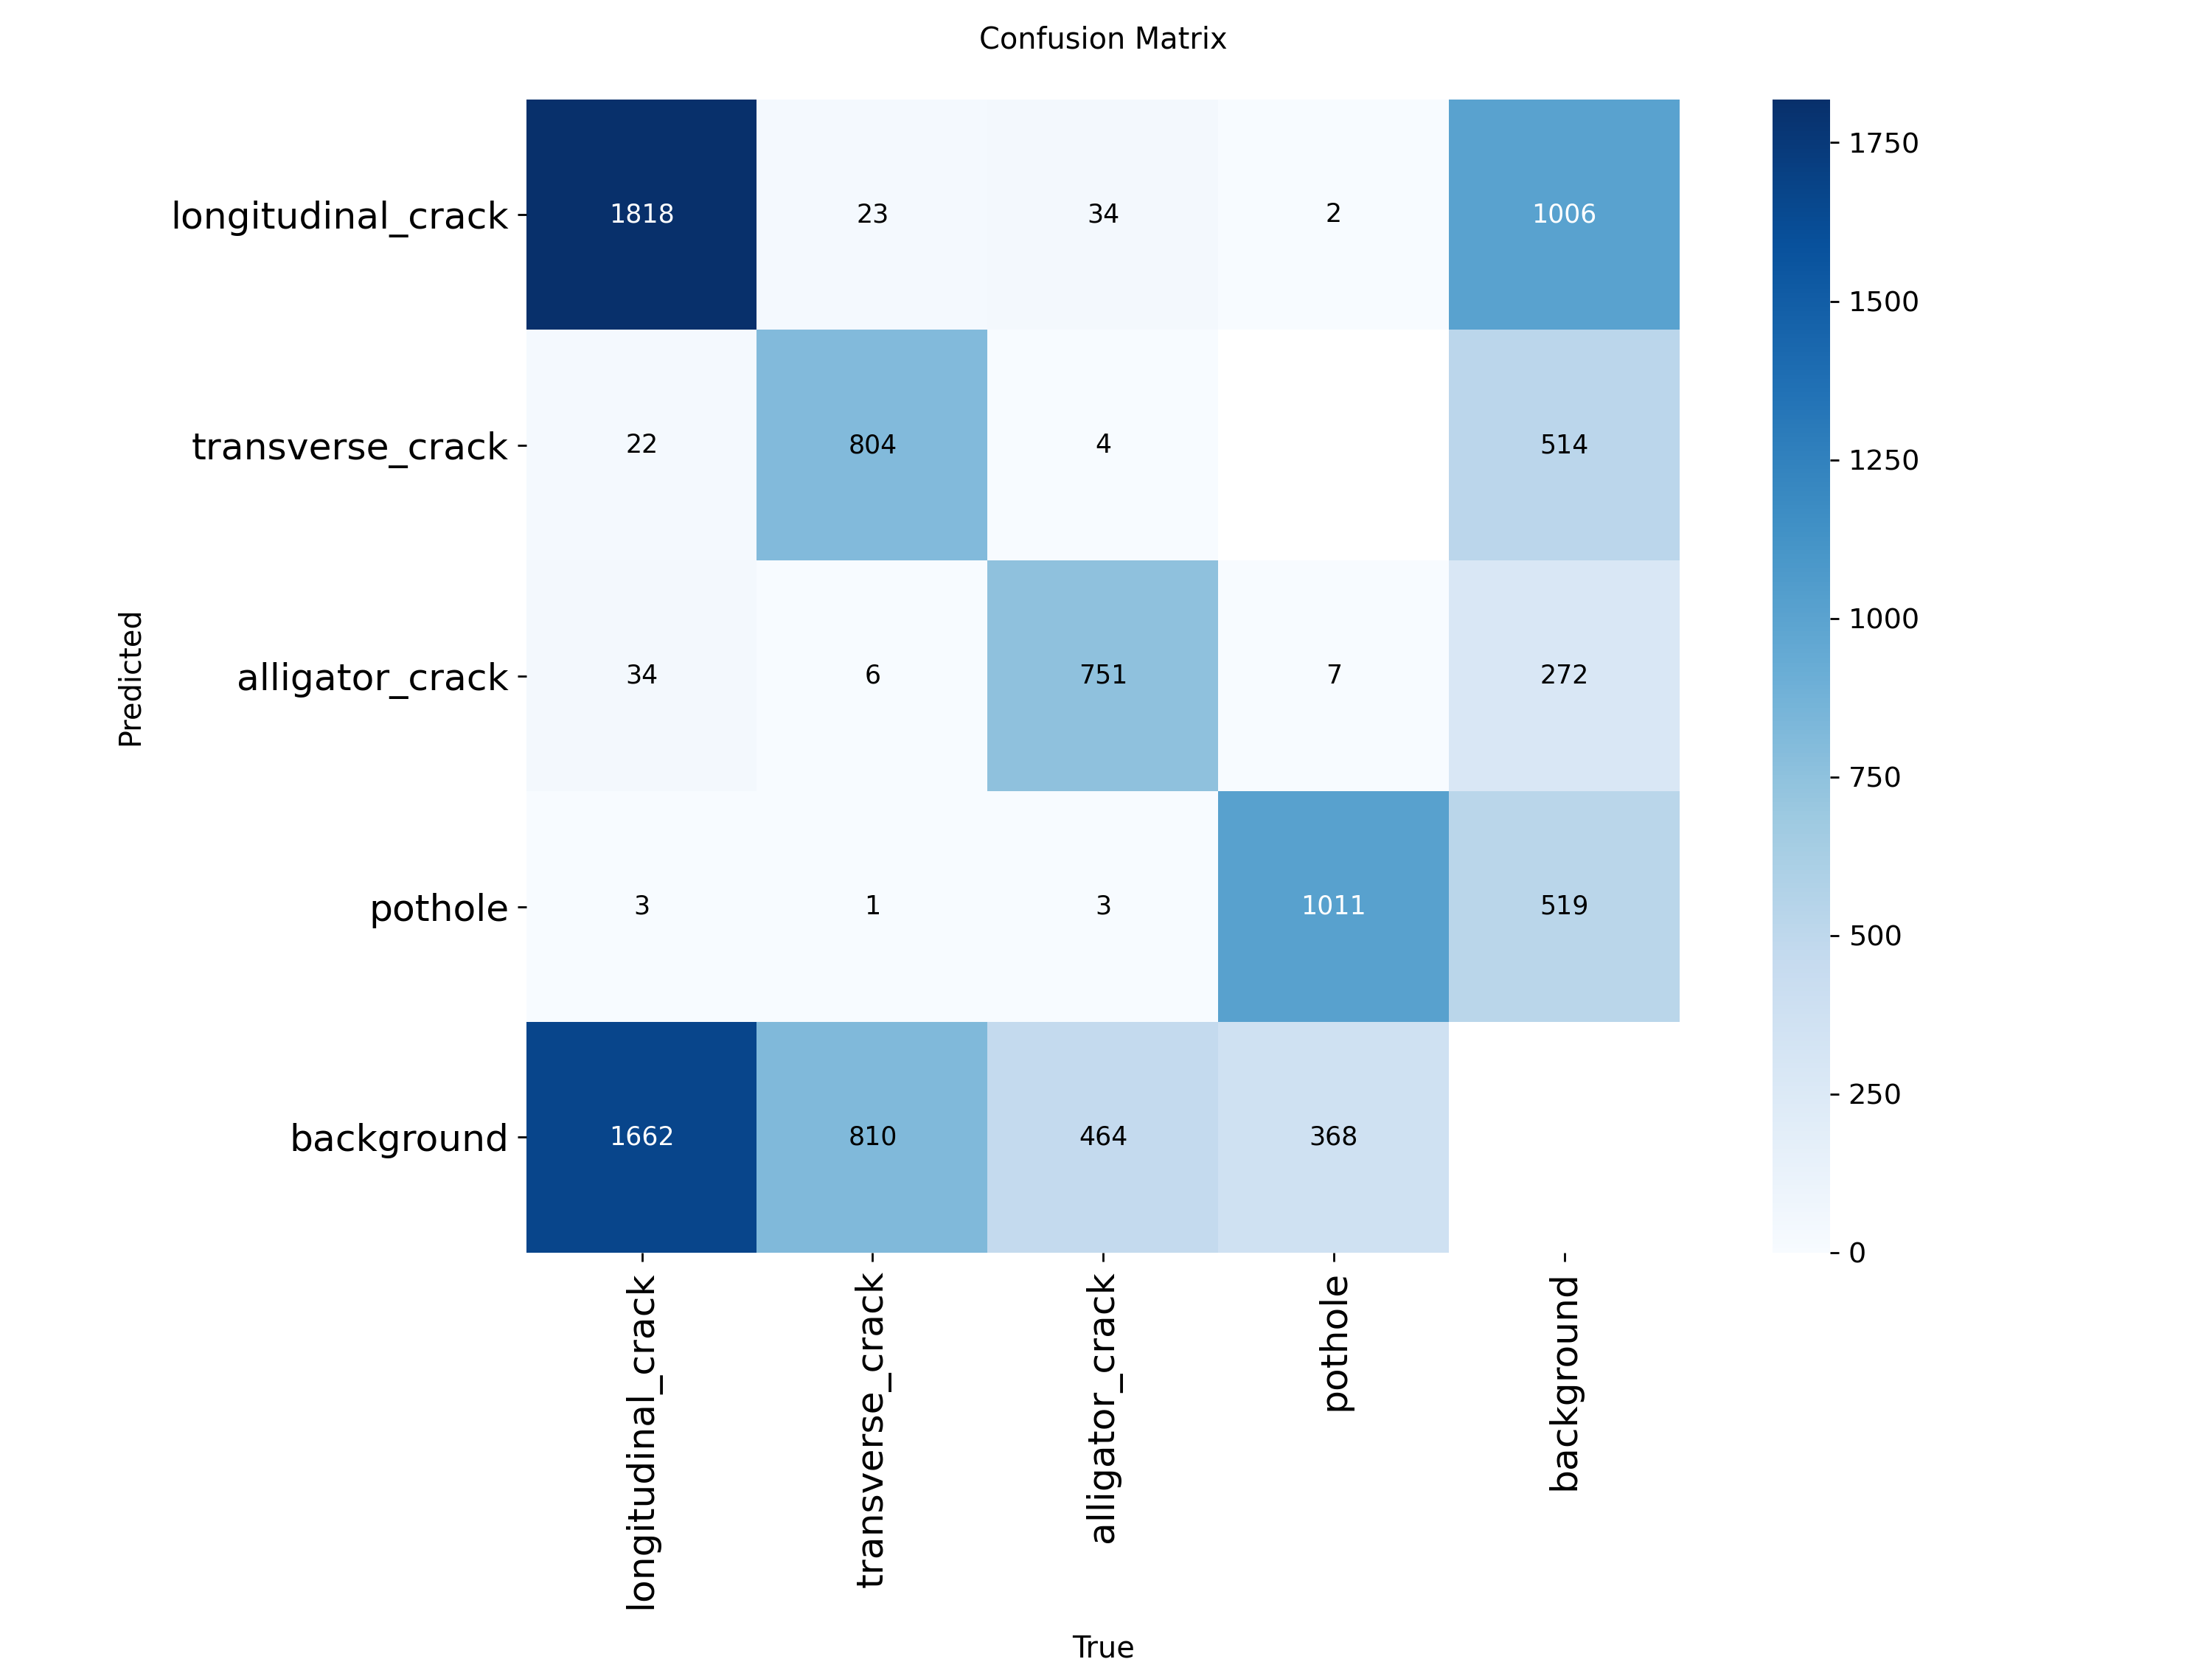 Confusion Matrix
longitudinal_crack 1818 23 34 2 1006
transverse_crack 22 804 4 514
alligator_crack 34 6 751 7 272
pothole 3 1 3 1011 519
background 1662 810 464 368
Predicted
longitudinal_crack
transverse_crack
alligator_crack
pothole
background
True
1750
1500
1250
1000
750
500
250
0